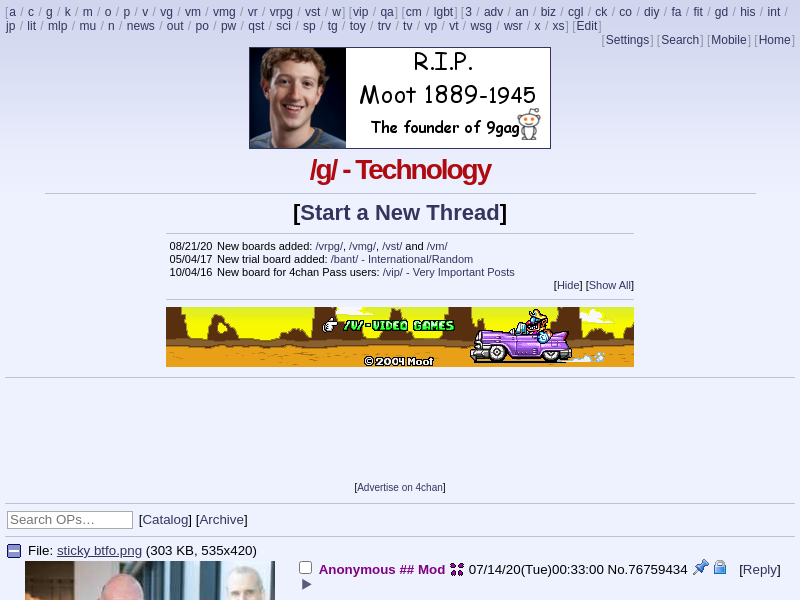 [a / c / g / k / m / o / p / v / vg / vm / vmg / vr / vrpg / vst / w] [vip / qa] [cm / lgbt] [3 / adv / an / biz / cgl / ck / co / diy / fa / fit / gd / his / int /
jp / lit / mlp / mu / n / news / out / po / pw / qst / sci / sp / tg / toy / trv / tv / vp / vt / wsg / wsr / x / xs] [Edit]
[Settings] [Search] [Mobile] [Home]
R.I.P.
Moot 1889-1945
The founder of 9gag
/g/ - Technology
[Start a New Thread]
08/21/20 New boards added: /vrpg/, /vmg/, /vst/ and /vm/
05/04/17 New trial board added: /bant/ - International/Random
10/04/16 New board for 4chan Pass users: /vip/ - Very Important Posts
[Hide] [Show All]
/V/-VIDEO GAMES
© 2004 Moot
[Advertise on 4chan]
Search OPs… [Catalog] [Archive]
File: sticky btfo.png (303 KB, 535x420)
Anonymous ## Mod 07/14/20(Tue)00:33:00 No.76759434 [Reply]